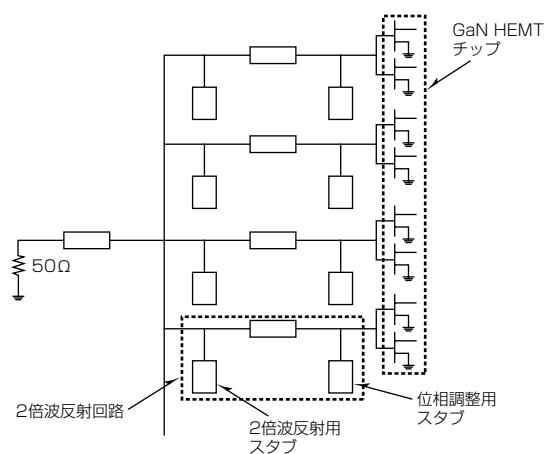 GaN HEMT
チップ
50Ω
2倍波反射回路
2倍波反射用
スタブ
位相調整用
スタブ